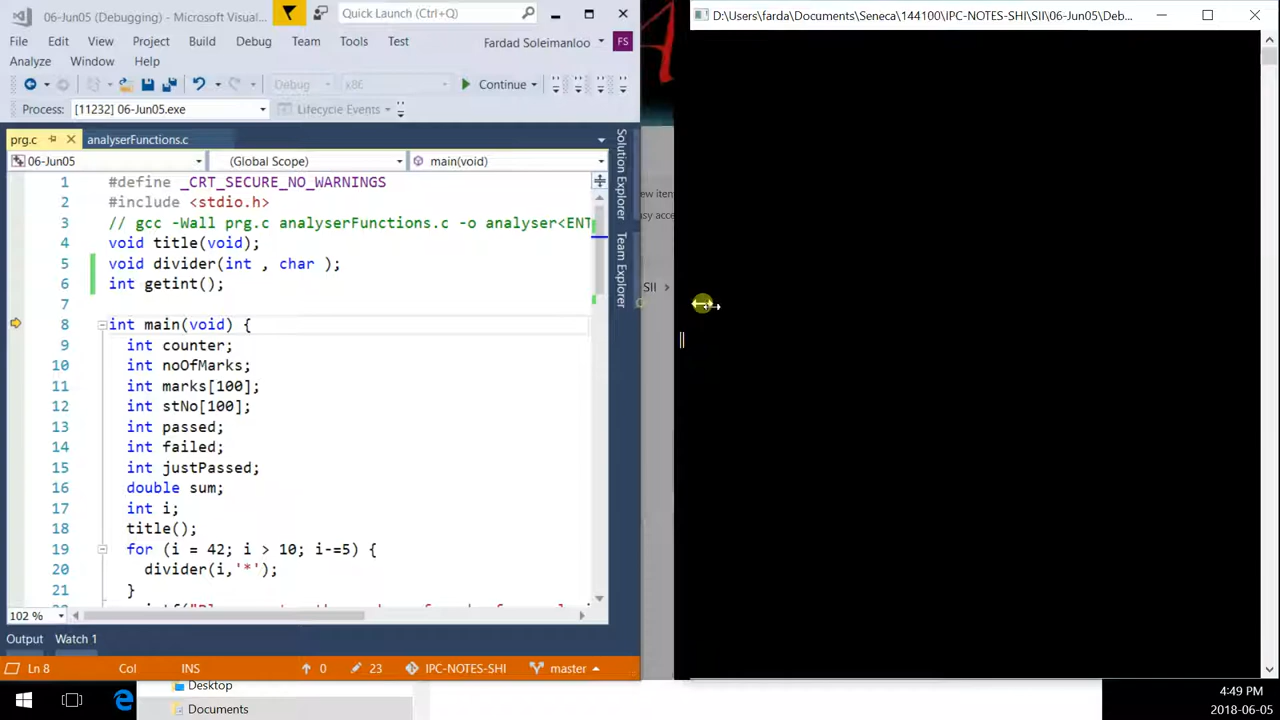 06-Jun05 (Debugging) - Microsoft Visual...
Quick Launch (Ctrl+Q)
File Edit View Project Build Debug Team Tools Test
Fardad Soleimanloo
FS
Analyze Window Help
Debug x86 Continue
Process: [11232] 06-Jun05.exe Lifecycle Events
prg.c analyserFunctions.c
06-Jun05 (Global Scope) main(void)
1 #define _CRT_SECURE_NO_WARNINGS
2 #include <stdio.h>
3 // gcc -Wall prg.c analyserFunctions.c -o analyser<ENT
4 void title(void);
5 void divider(int , char );
6 int getint();
7
8 int main(void) {
9 int counter;
10 int noOfMarks;
11 int marks[100];
12 int stNo[100];
13 int passed;
14 int failed;
15 int justPassed;
16 double sum;
17 int i;
18 title();
19 for (i = 42; i > 10; i-=5) {
20 divider(i,'*');
21 }
102 %
Output Watch 1
Ln 8 Col INS 0 23 IPC-NOTES-SHI master
Solution Explorer
Team Explorer
SII >
D:\Users\farda\Documents\Seneca\144100\IPC-NOTES-SHI\SII\06-Jun05\Deb...
Desktop
Documents
4:49 PM
2018-06-05